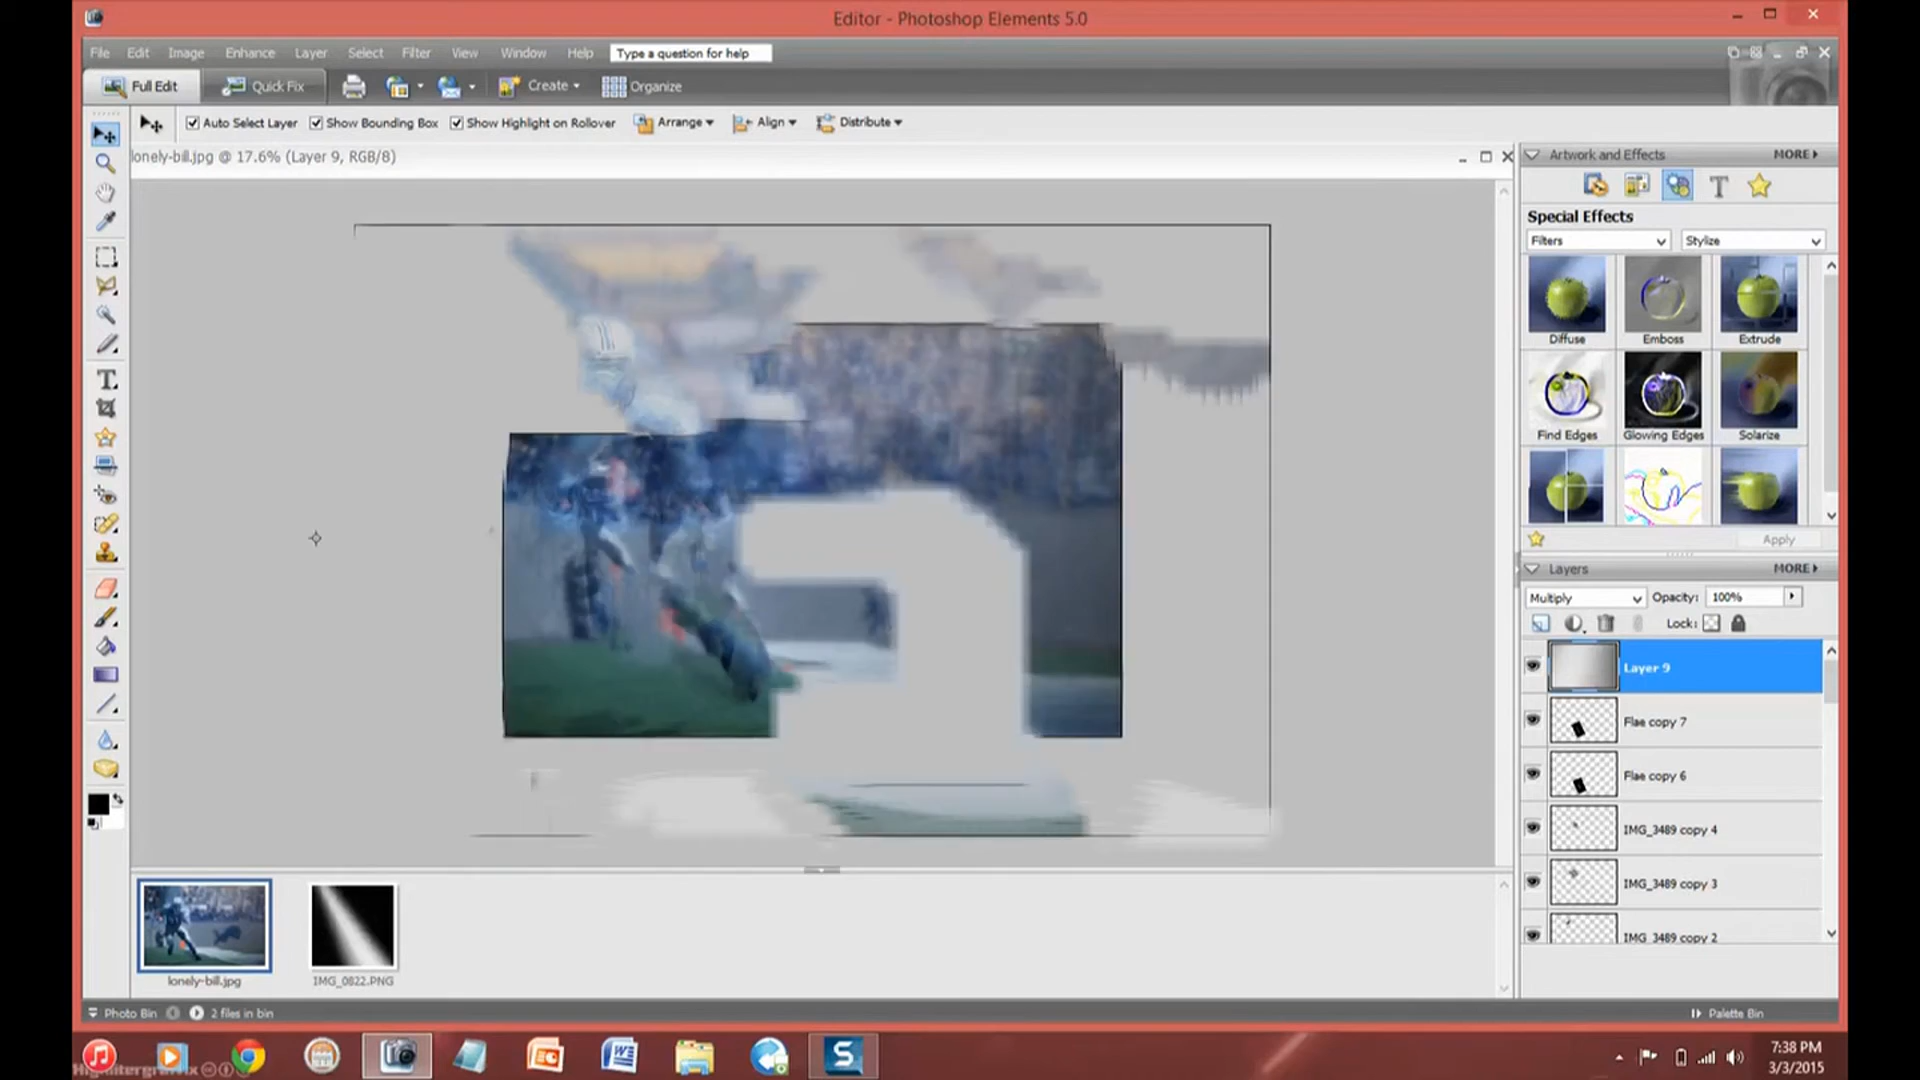 Editor - Photoshop Elements 5.0
File Edit Image Enhance Layer Select Filter View Window Help Type a question for help
Full Edit Quick Fix Create Organize
Auto Select Layer Show Bounding Box Show Highlight on Rollover Arrange Align Distribute
lonely-bill.jpg @ 17.6% (Layer 9, RGB/8)
Artwork and Effects MORE
T
Special Effects
Filters Stylize
Diffuse Emboss Extrude
Find Edges Glowing Edges Solarize
Apply
Layers MORE
Multiply Opacity: 100%
Lock:
Layer 9
Flae copy 7
Flae copy 6
IMG_3489 copy 4
IMG_3489 copy 3
IMG_3489 copy 2
lonely-bill.jpg IMG_0822.PNG
Photo Bin 2 files in bin Palette Bin
7:38 PM
3/3/2015